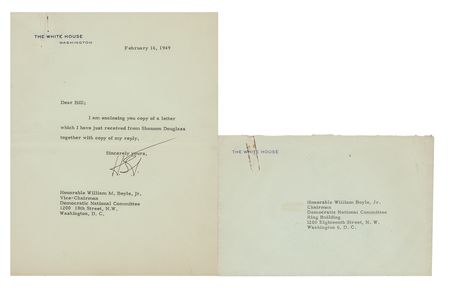 THE WHITE HOUSE
WASHINGTON
February 16, 1949
Dear Bill:
I am enclosing you copy of a letter
which I have just received from Shannon Douglass
together with copy of my reply.
Sincerely yours,
Honorable William M. Boyle, Jr.
Vice-Chairman
Democratic National Committee
1200 18th Street, N.W.
Washington, D. C.
THE WHITE HOUSE
Honorable William Boyle, Jr.
Chairman
Democratic National Committee
Ring Building
1200 Eighteenth Street, N. W.
Washington 6, D. C.